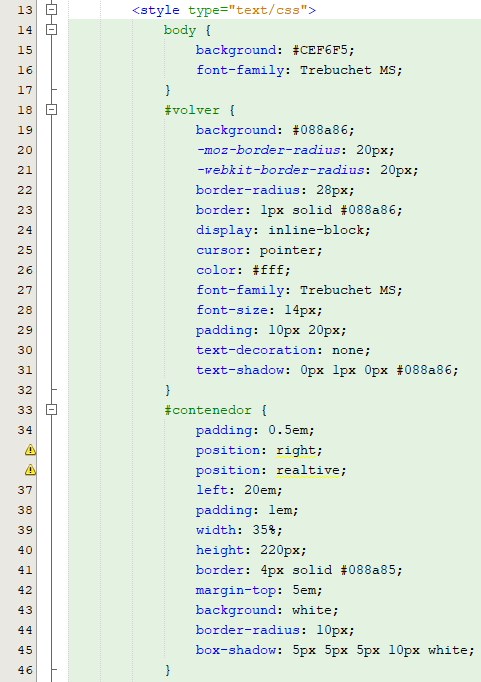 13 <style type="text/css">
14 body {
15 background: #CEF6F5;
16 font-family: Trebuchet MS;
17 }
18 #volver {
19 background: #088a86;
20 -moz-border-radius: 20px;
21 -webkit-border-radius: 20px;
22 border-radius: 28px;
23 border: 1px solid #088a86;
24 display: inline-block;
25 cursor: pointer;
26 color: #fff;
27 font-family: Trebuchet MS;
28 font-size: 14px;
29 padding: 10px 20px;
30 text-decoration: none;
31 text-shadow: 0px 1px 0px #088a86;
32 }
33 #contenedor {
34 padding: 0.5em;
position: right;
position: realtive;
37 left: 20em;
38 padding: 1em;
39 width: 35%;
40 height: 220px;
41 border: 4px solid #088a85;
42 margin-top: 5em;
43 background: white;
44 border-radius: 10px;
45 box-shadow: 5px 5px 5px 10px white;
46 }